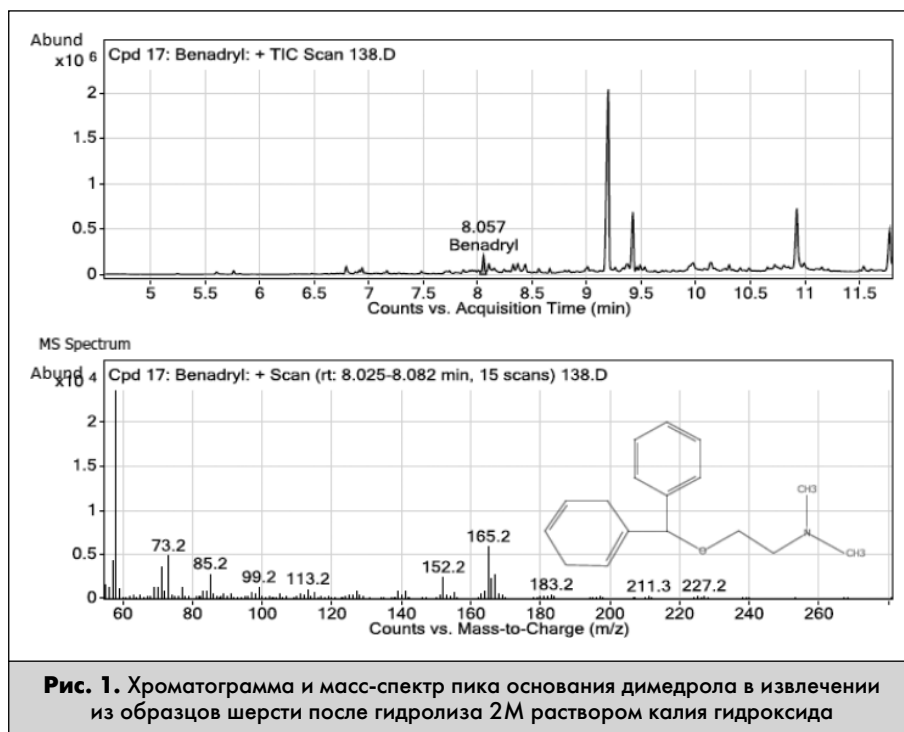 Abund
x10 6
Cpd 17: Benadryl: + TIC Scan 138.D
2
1
0.5
0
8.057
Benadryl
5 5.5 6 6.5 7 7.5 8 8.5 9 9.5 10 10.5 11 11.5
Counts vs. Acquisition Time (min)
MS Spectrum
Abund
x10 4
Cpd 17: Benadryl: + Scan (rt: 8.025-8.082 min, 15 scans) 138.D
2
1.5
1
0.5
0
73.2
85.2
99.2
113.2
152.2
165.2
183.2
211.3
227.2
CH3
N
CH3
O
60 80 100 120 140 160 180 200 220 240 260
Counts vs. Mass-to-Charge (m/z)
Рис. 1. Хроматограмма и масс-спектр пика основания димедрола в извлечении
из образцов шерсти после гидролиза 2М раствором калия гидроксида